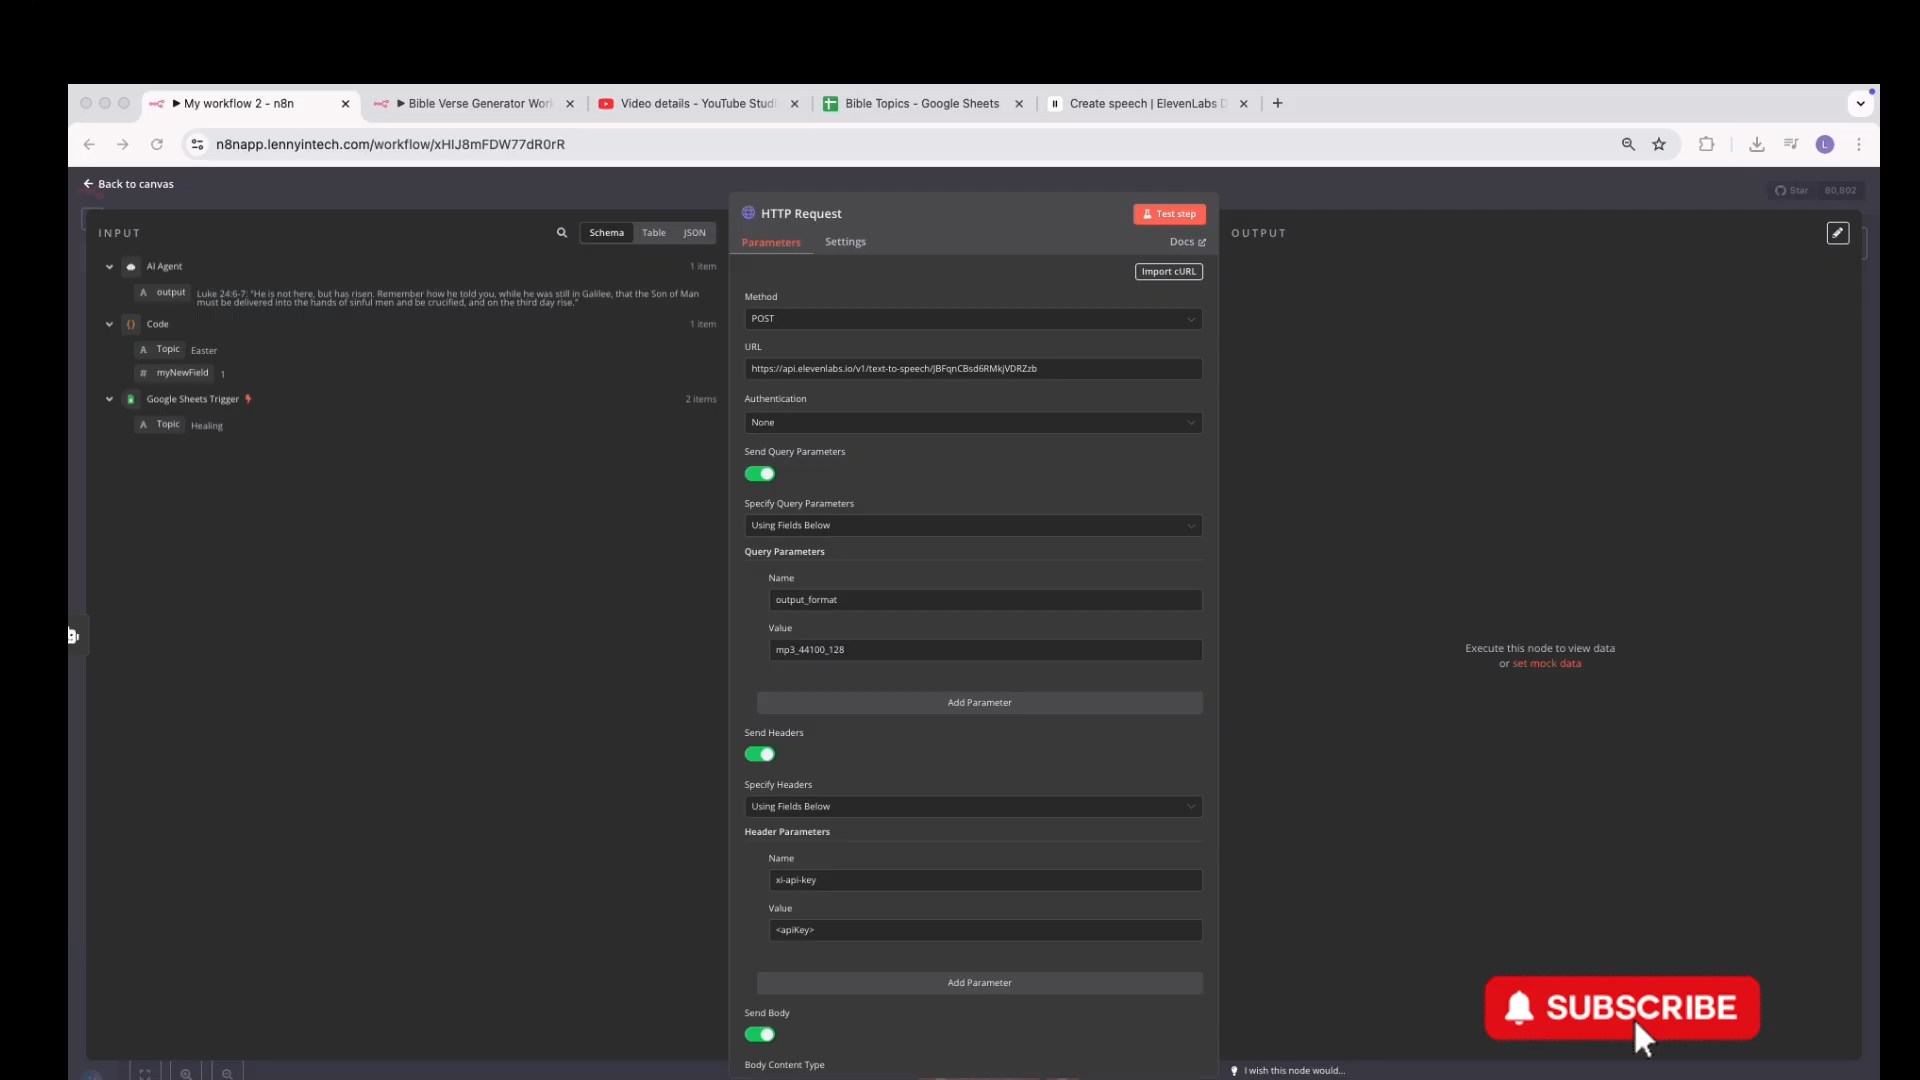 My workflow 2 - n8n
Bible Verse Generator Wor
Video details - YouTube Studi
Bible Topics - Google Sheets
Create speech | ElevenLabs D
n8napp.lennyintech.com/workflow/xHIJ8mFDW77dR0rR
L
Back to canvas
Star 80,802
INPUT
Schema
Table
JSON
AI Agent
1 item
A output
Luke 24:6-7: "He is not here, but has risen. Remember how he told you, while he was still in Galilee, that the Son of Man
must be delivered into the hands of sinful men and be crucified, and on the third day rise."
Code
1 item
A Topic Easter
# myNewField 1
Google Sheets Trigger
2 items
A Topic Healing
HTTP Request
Test step
Parameters
Settings
Docs
Import cURL
Method
POST
URL
https://api.elevenlabs.io/v1/text-to-speech/JBFqnCBsd6RMkjVDRZzb
Authentication
None
Send Query Parameters
Specify Query Parameters
Using Fields Below
Query Parameters
Name
output_format
Value
mp3_44100_128
Add Parameter
Send Headers
Specify Headers
Using Fields Below
Header Parameters
Name
xi-api-key
Value
<apiKey>
Add Parameter
Send Body
Body Content Type
OUTPUT
Execute this node to view data
or set mock data
SUBSCRIBE
I wish this node would...